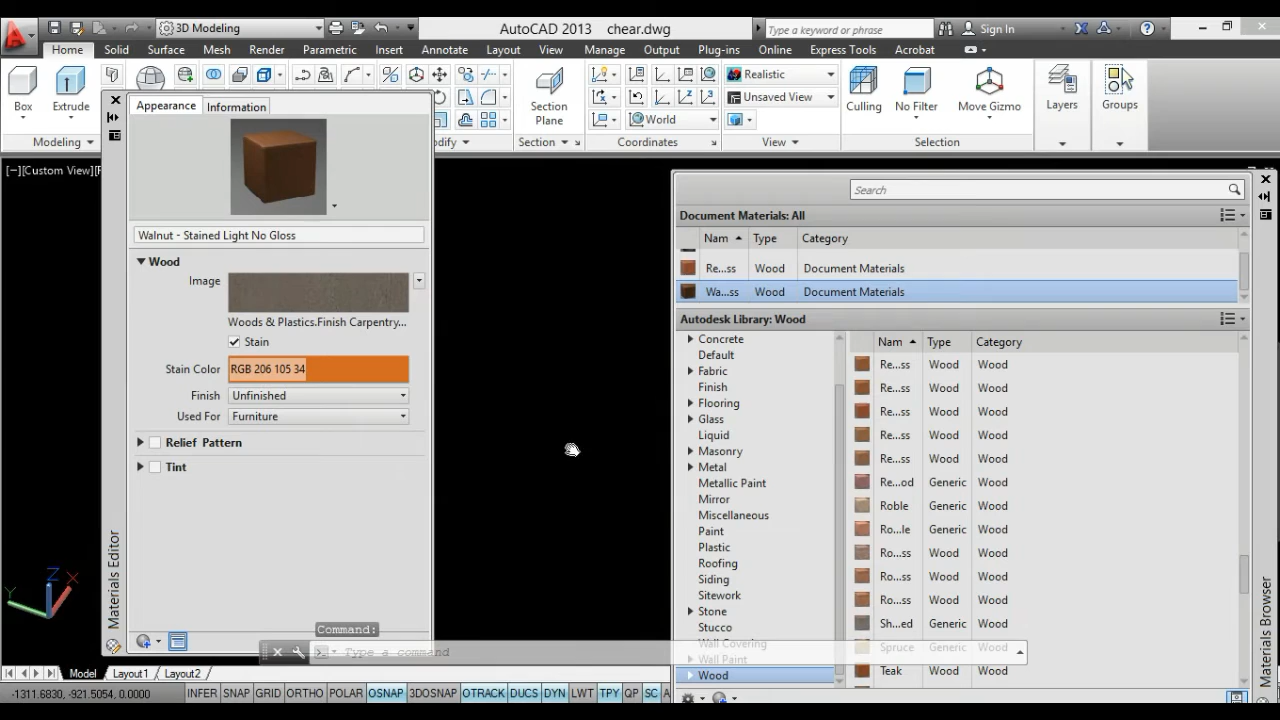 3D Modeling
AutoCAD 2013 chear.dwg
Type a keyword or phrase
Sign In
Home Solid Surface Mesh Render Parametric Insert Annotate Layout View Manage Output Plug-ins Online Express Tools Acrobat
Box
Extrude
Modeling
odify
Section Plane
Section
World
Coordinates
Realistic
Unsaved View
View
Culling
No Filter
Move Gizmo
Selection
Layers
Groups
[−][Custom View][R
Appearance Information
Walnut - Stained Light No Gloss
Wood
Image
Woods & Plastics.Finish Carpentry...
Stain
Stain Color RGB 206 105 34
Finish Unfinished
Used For Furniture
Relief Pattern
Tint
Materials Editor
Search
Document Materials: All
Nam Type Category
Re...ss Wood Document Materials
Wa...ss Wood Document Materials
Autodesk Library: Wood
Concrete
Default
Fabric
Finish
Flooring
Glass
Liquid
Masonry
Metal
Metallic Paint
Mirror
Miscellaneous
Paint
Plastic
Roofing
Siding
Sitework
Stone
Stucco
Wall Covering
Wall Paint
Wood
Nam Type Category
Re...ss Wood Wood
Re...ss Wood Wood
Re...ss Wood Wood
Re...ss Wood Wood
Re...ss Wood Wood
Re...od Generic Wood
Roble Generic Wood
Ro...le Generic Wood
Ro...ss Wood Wood
Ro...ss Wood Wood
Ro...ss Wood Wood
Sh...ed Generic Wood
Spruce Generic Wood
Teak Wood Wood
Materials Browser
Z
X
Y
Command:
Type a command
Model Layout1 Layout2
-1311.6830, -921.5054, 0.0000
INFER SNAP GRID ORTHO POLAR OSNAP 3DOSNAP OTRACK DUCS DYN LWT TPY QP SC A